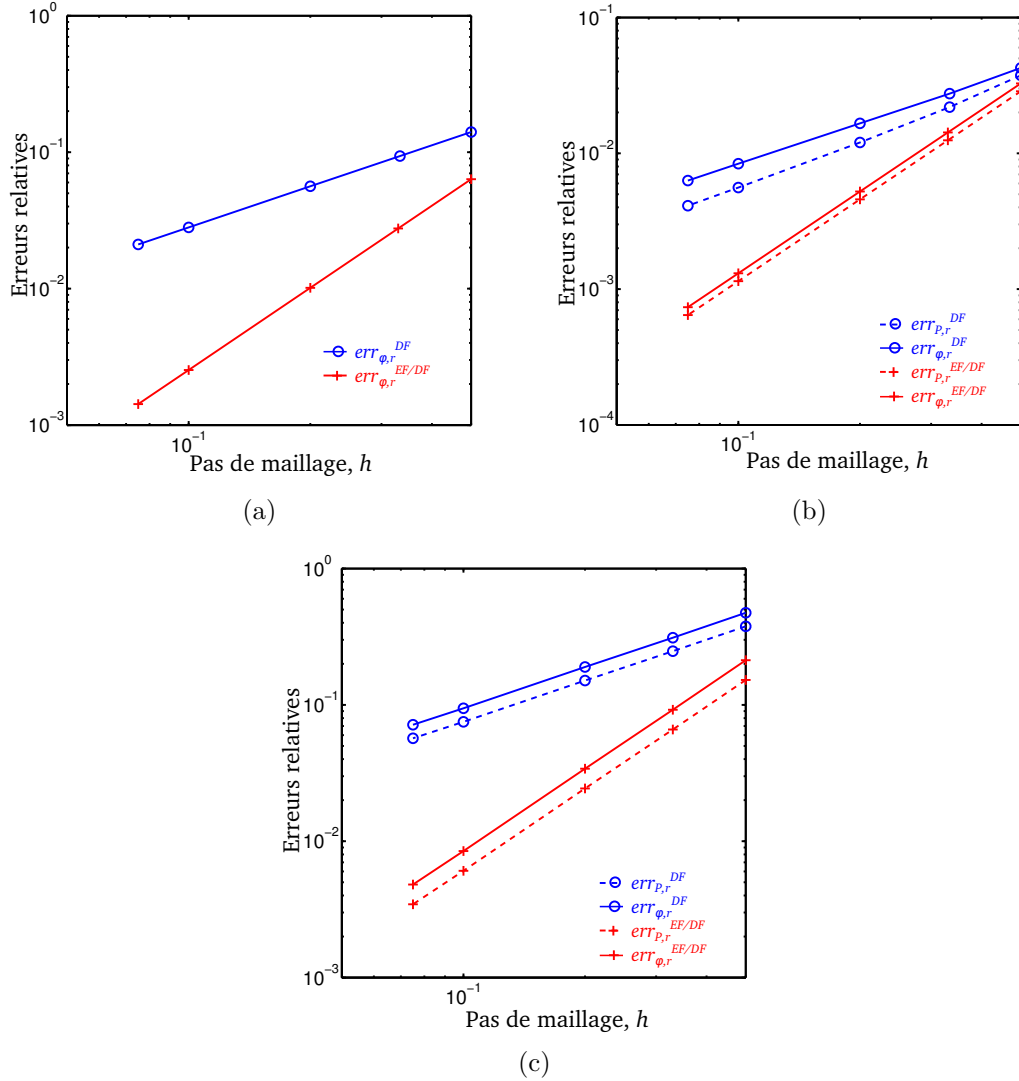 10^0
10^-1
10^-2
10^-3
10^-1
Erreurs relatives
Pas de maillage, h
err_φ,r^DF
err_φ,r^EF/DF
(a)
10^-1
10^-2
10^-3
10^-4
10^-1
Erreurs relatives
Pas de maillage, h
err_P,r^DF
err_φ,r^DF
err_P,r^EF/DF
err_φ,r^EF/DF
(b)
10^0
10^-1
10^-2
10^-3
10^-1
Erreurs relatives
Pas de maillage, h
err_P,r^DF
err_φ,r^DF
err_P,r^EF/DF
err_φ,r^EF/DF
(c)